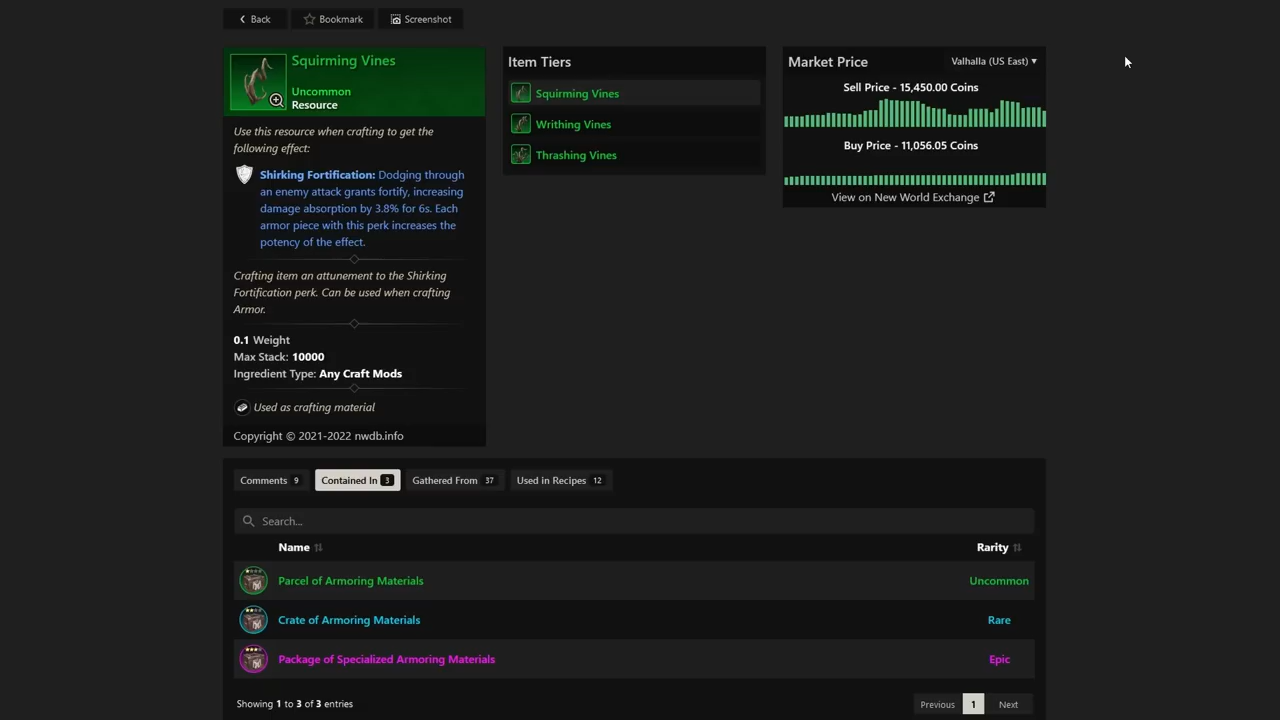 Back
Bookmark
Screenshot
Squirming Vines
Uncommon
Resource
Use this resource when crafting to get the
following effect:
Shirking Fortification: Dodging through
an enemy attack grants fortify, increasing
damage absorption by 3.8% for 6s. Each
armor piece with this perk increases the
potency of the effect.
Crafting item an attunement to the Shirking
Fortification perk. Can be used when crafting
Armor.
0.1 Weight
Max Stack: 10000
Ingredient Type: Any Craft Mods
Used as crafting material
Copyright © 2021-2022 nwdb.info
Item Tiers
Squirming Vines
Writhing Vines
Thrashing Vines
Market Price
Valhalla (US East) ▾
Sell Price - 15,450.00 Coins
Buy Price - 11,056.05 Coins
View on New World Exchange
Comments 9
Contained In 3
Gathered From 37
Used in Recipes 12
Search...
Name
Rarity
Parcel of Armoring Materials
Uncommon
Crate of Armoring Materials
Rare
Package of Specialized Armoring Materials
Epic
Showing 1 to 3 of 3 entries
Previous
1
Next